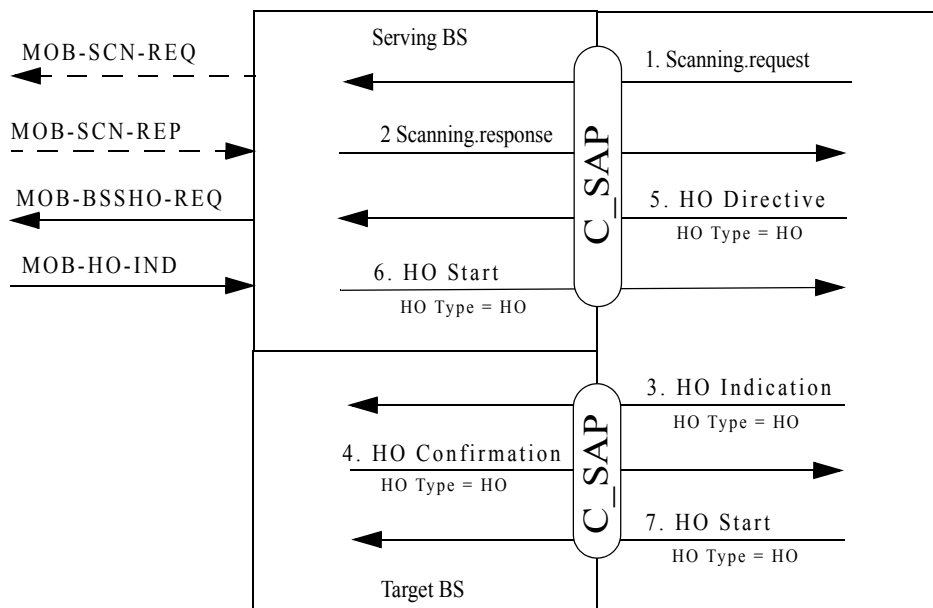 Serving BS
MOB-SCN-REQ
1. Scanning.request
MOB-SCN-REP
2 Scanning.response
C_SAP
MOB-BSSHO-REQ
5. HO Directive
HO Type = HO
MOB-HO-IND
6. HO Start
HO Type = HO
3. HO Indication
HO Type = HO
C_SAP
4. HO Confirmation
HO Type = HO
7. HO Start
HO Type = HO
Target BS